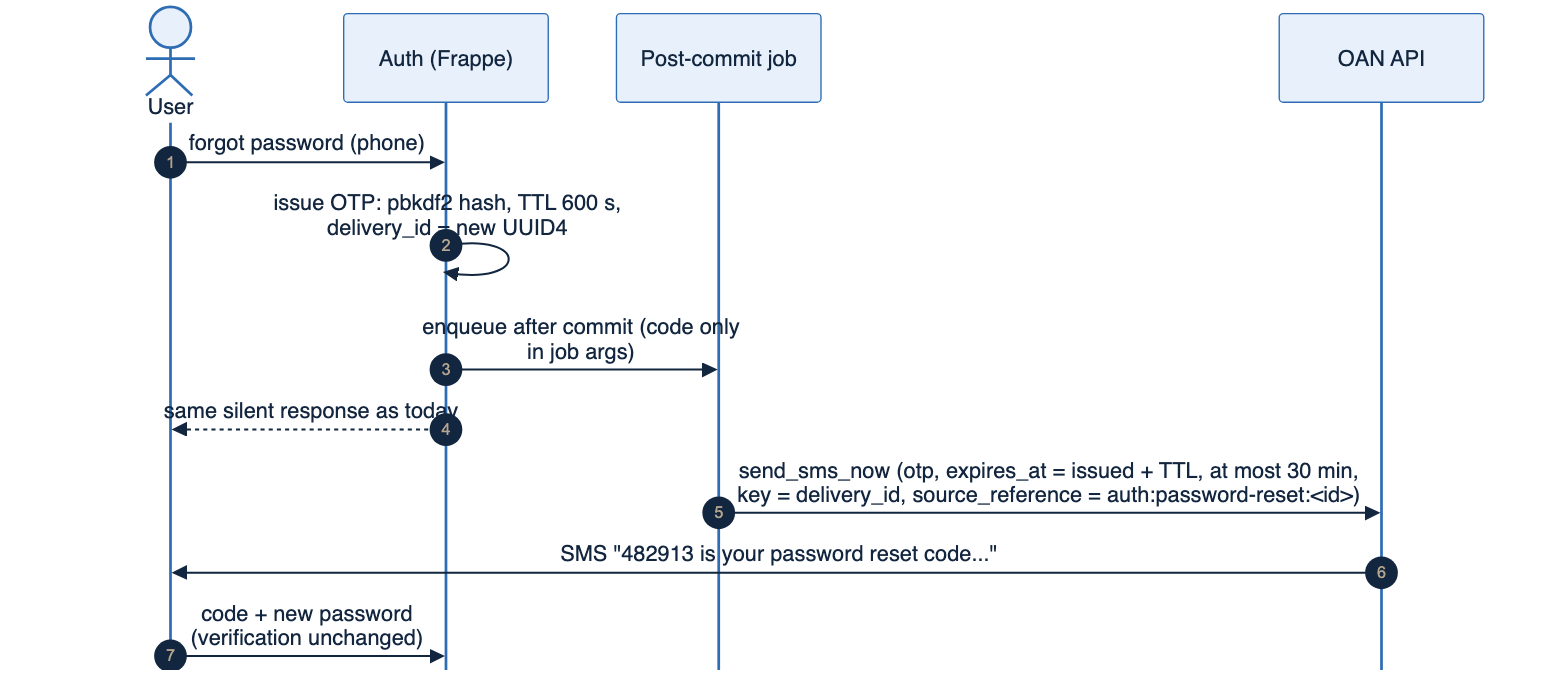 Auth (Frappe)
Post-commit job
OAN API
User
forgot password (phone)
1
issue OTP: pbkdf2 hash, TTL 600 s,
delivery_id = new UUID4
2
enqueue after commit (code only
in job args)
3
same silent response as today
4
send_sms_now (otp, expires_at = issued + TTL, at most 30 min,
key = delivery_id, source_reference = auth:password-reset:<id>)
5
SMS "482913 is your password reset code..."
6
code + new password
(verification unchanged)
7